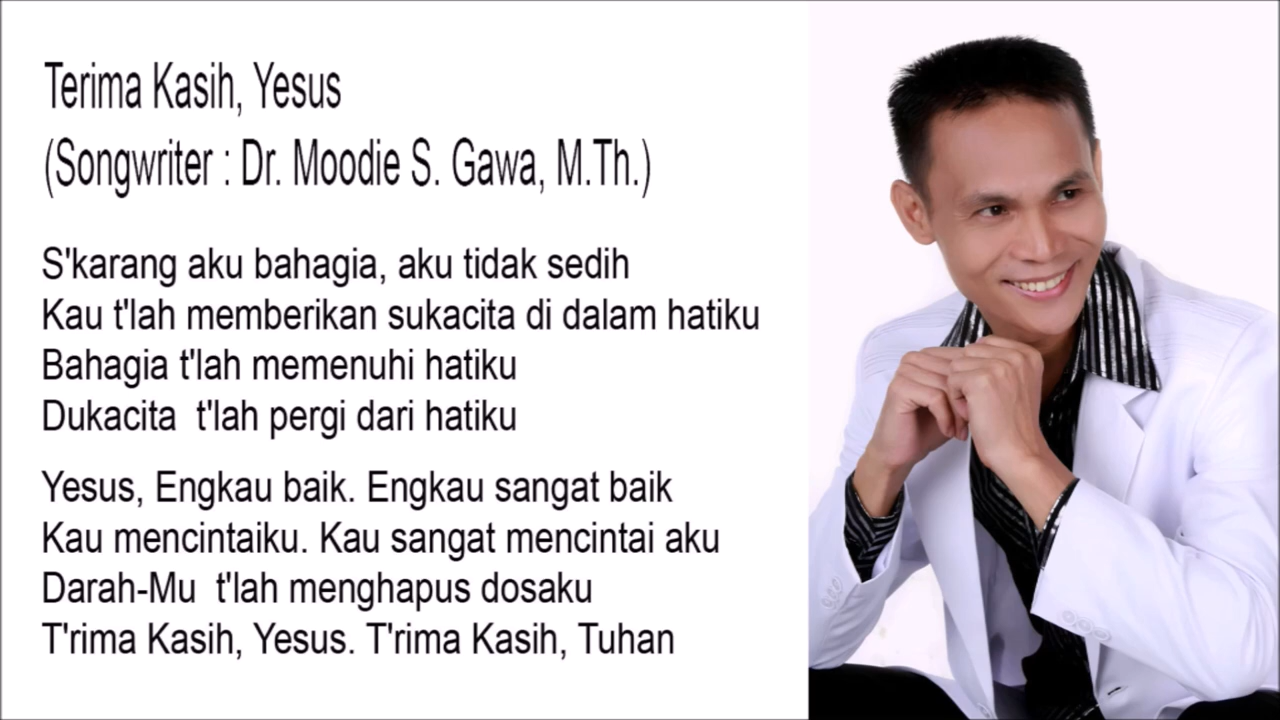 Terima Kasih, Yesus
(Songwriter : Dr. Moodie S. Gawa, M.Th.)
S'karang aku bahagia, aku tidak sedih
Kau t'lah memberikan sukacita di dalam hatiku
Bahagia t'lah memenuhi hatiku
Dukacita  t'lah pergi dari hatiku
Yesus, Engkau baik. Engkau sangat baik
Kau mencintaiku. Kau sangat mencintai aku
Darah-Mu  t'lah menghapus dosaku
T'rima Kasih, Yesus. T'rima Kasih, Tuhan